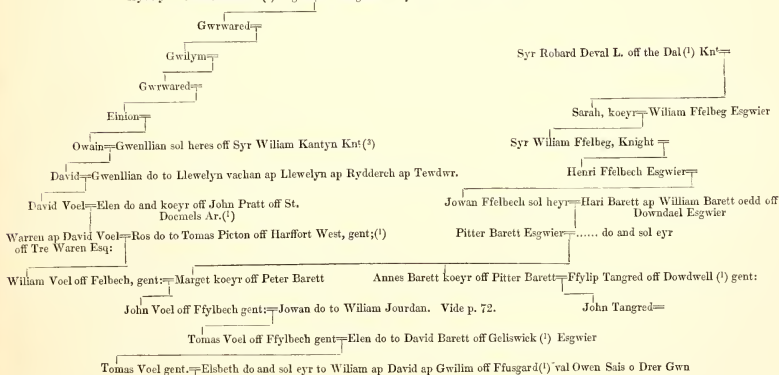 Gwrwared
Gwilym
Syr Robard Deval L. off the Dal(¹) Knᵗ
Gwrwared
Einion
Sarah, koeyr Wiliam Ffelbeg Esgwier
Owain Gwenllian sol heres off Syr Wiliam Kantyn Knᵗ(²)
Syr Wiliam Ffelbeg, Knight
David Gwenllian do to Llewelyn vachan ap Llewelyn ap Rydderch ap Tewdwr.
Henri Ffelbech Esgwier
David Voel Elen do and koeyr off John Pratt off St.
Docmels Ar.(¹)
Jowan Ffelbech sol heyr Hari Barett ap William Barett oedd off
Downdael Esgwier
Warren ap David Voel Ros do to Tomas Picton off Harffort West, gent;(¹)
off Tre Waren Esq:
Pitter Barett Esgwier ...... do and sol eyr
Wiliam Voel off Felbech, gent: Marget koeyr off Peter Barett
Annes Barett koeyr off Pitter Barett Ffylip Tangred off Dowdwell (¹) gent:
John Voel off Ffylbech gent: Jowan do to Wiliam Jourdan. Vide p. 72.
John Tangred
Tomas Voel off Ffylbech gent Elen do to David Barett off Geliswick (¹) Esgwier
Tomas Voel gent. Elsbeth do and sol eyr to Wiliam ap David ap Gwilim off Ffusgard(¹) val Owen Sais o Drer Gwn